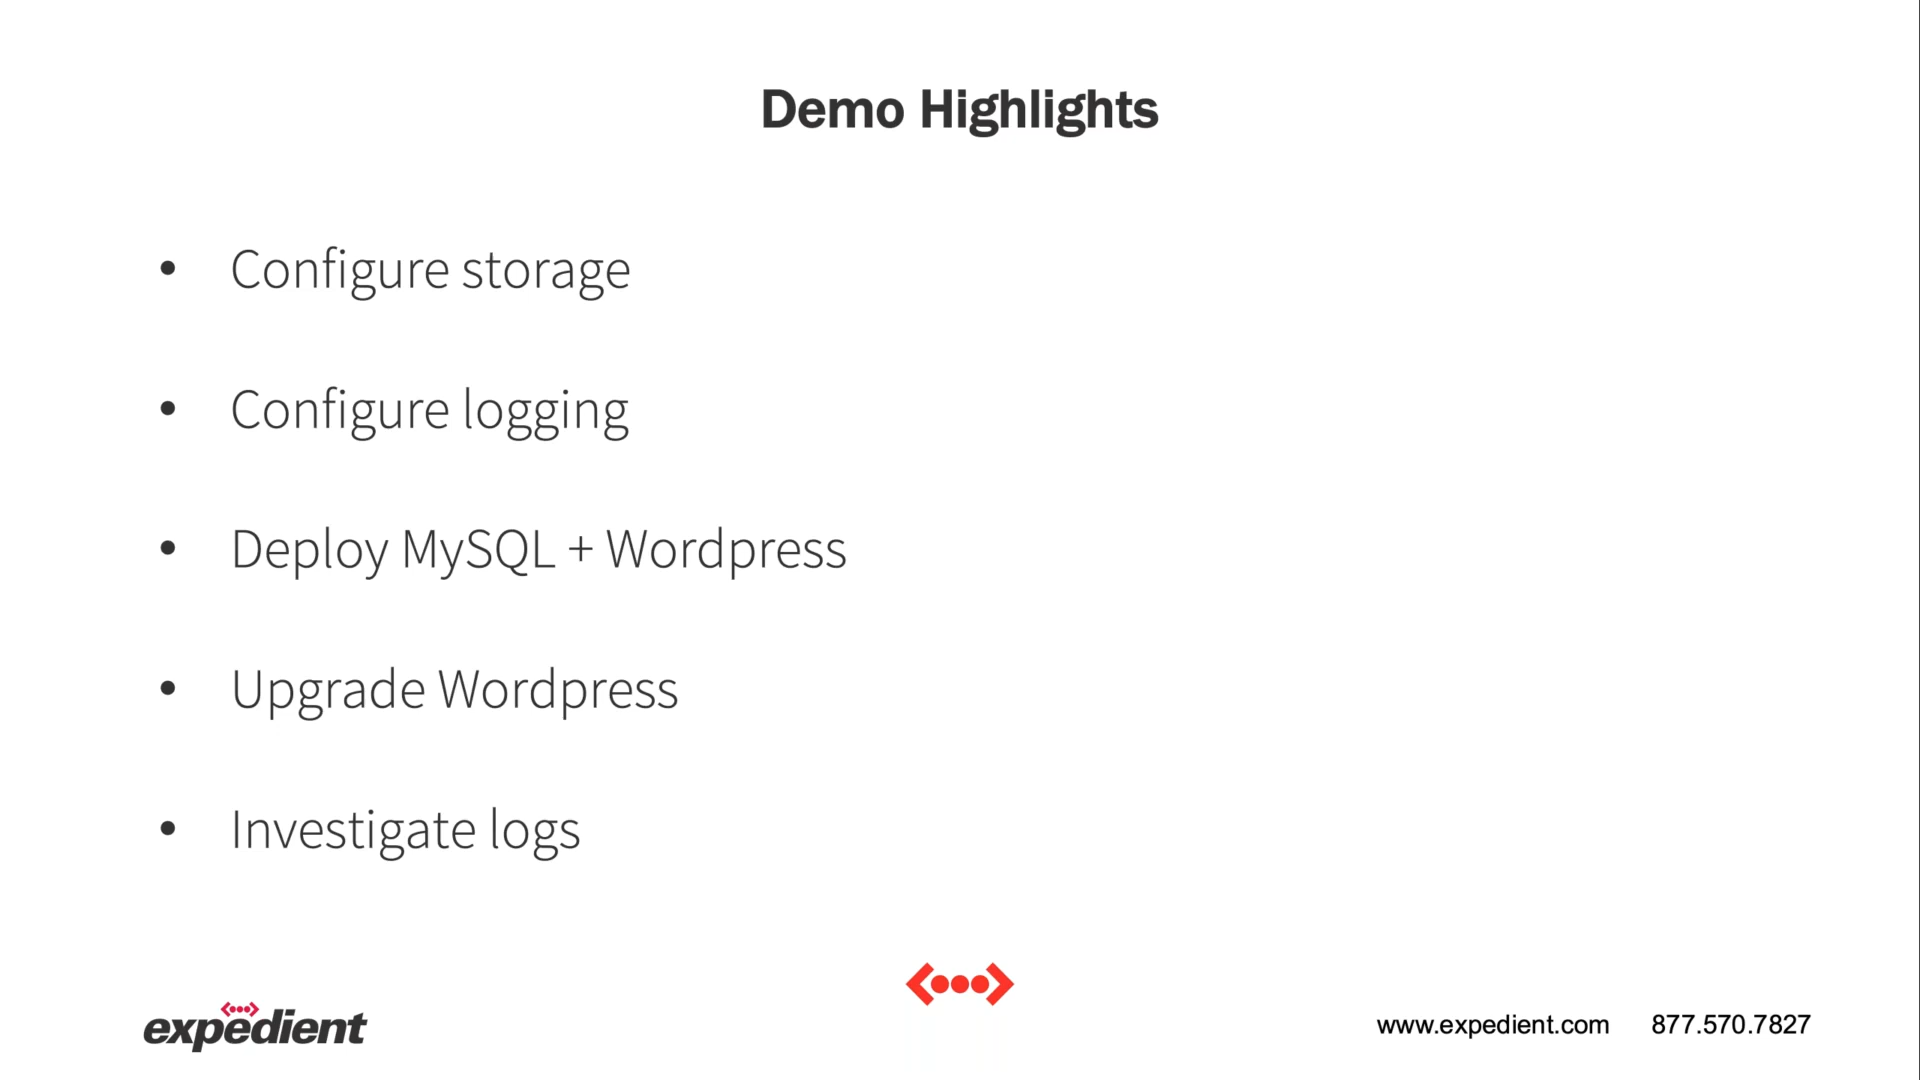 Demo Highlights
• Configure storage
• Configure logging
• Deploy MySQL + Wordpress
• Upgrade Wordpress
• Investigate logs
expedient
www.expedient.com 877.570.7827